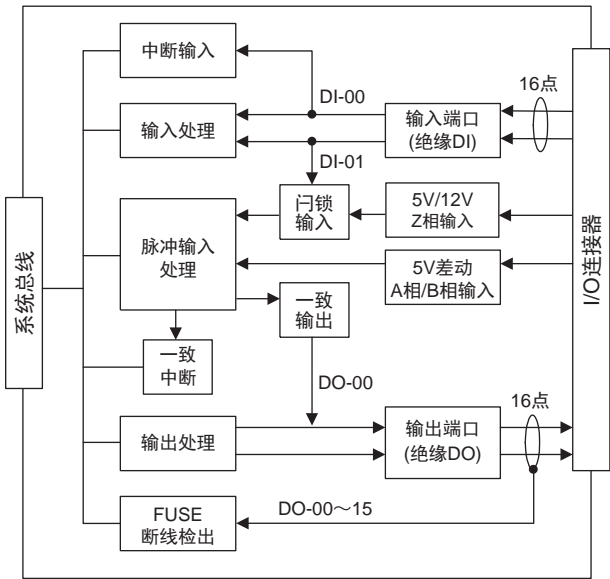 中断输入
DI-00
输入处理
DI-01
输入端口
(绝缘DI)
16点
闩锁
输入
5V/12V
Z相输入
脉冲输入
处理
5V差动
A相/B相输入
一致
输出
一致
中断
DO-00
输出处理
输出端口
(绝缘DO)
16点
FUSE
断线检出
DO-00～15
系统总线
I/O连接器